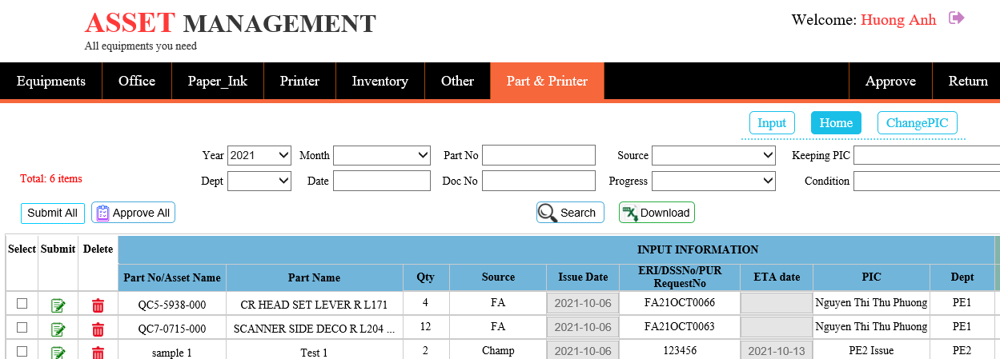 ASSET MANAGEMENT
All equipments you need
Welcome: Huong Anh
Equipments Office Paper_Ink Printer Inventory Other Part & Printer Approve Return
Input Home ChangePIC
Year 2021 Month Part No Source Keeping PIC
Total: 6 items
Dept Date Doc No Progress Condition
Submit All Approve All Search Download
Select Submit Delete INPUT INFORMATION
Part No/Asset Name Part Name Qty Source Issue Date ERI/DSSNo/PUR RequestNo ETA date PIC Dept
QC5-5938-000 CR HEAD SET LEVER R L171 4 FA 2021-10-06 FA21OCT0066 Nguyen Thi Thu Phuong PE1
QC7-0715-000 SCANNER SIDE DECO R L204 ... 12 FA 2021-10-06 FA21OCT0063 Nguyen Thi Thu Phuong PE1
sample 1 Test 1 2 Champ 2021-10-06 123456 2021-10-13 PE2 Issue PE2